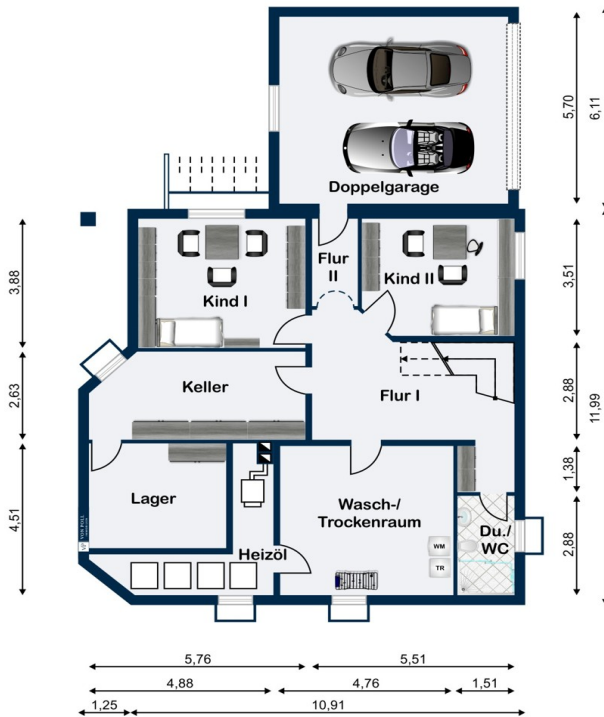 5,70
6,11
Doppelgarage
Flur
II
Kind I
Kind II
3,88
3,51
Keller
Flur I
2,63
2,88
11,99
1,38
Lager
Wasch-/
Trockenraum
Heizöl
Du./
WC
WM
TR
4,51
2,88
VON POLL
5,76
5,51
4,88
4,76
1,51
1,25
10,91